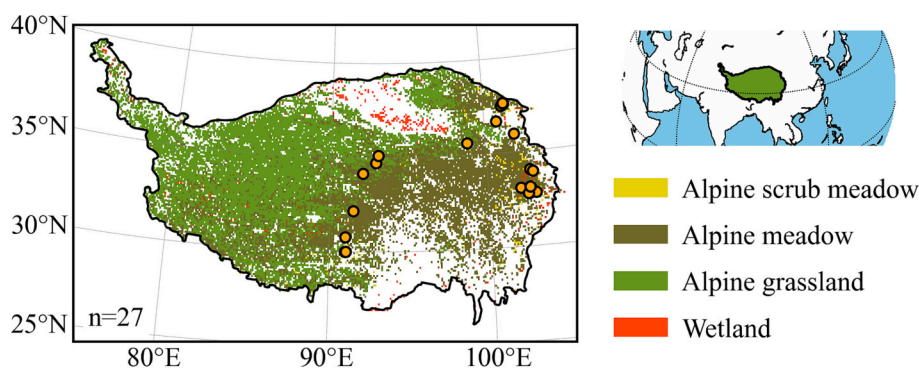 40°N
35°N
30°N
25°N
n=27
80°E
90°E
100°E
Alpine scrub meadow
Alpine meadow
Alpine grassland
Wetland